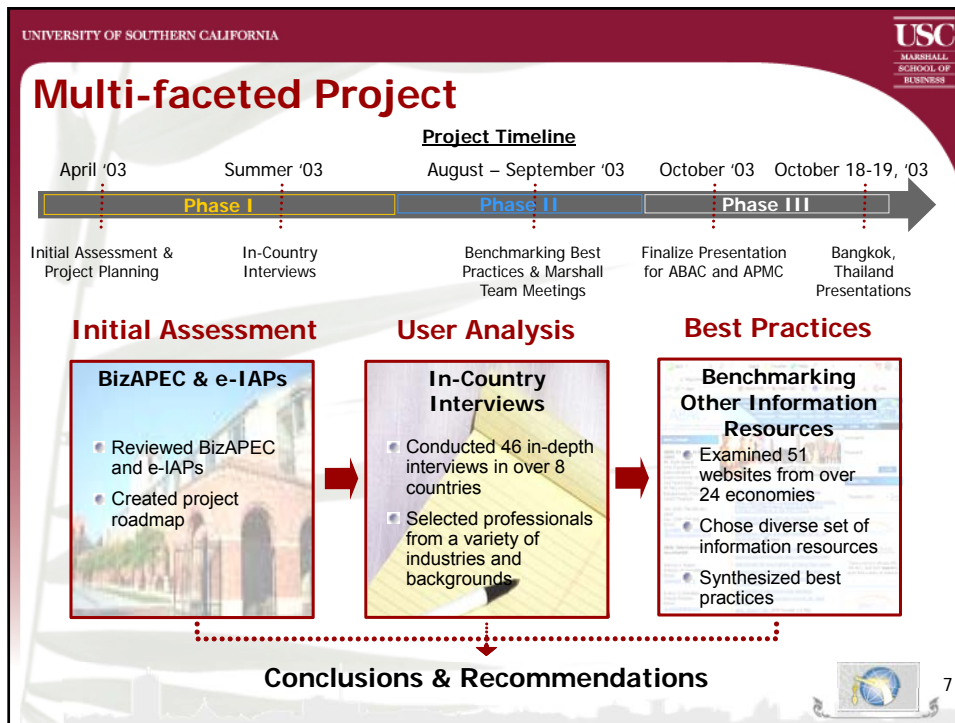 UNIVERSITY OF SOUTHERN CALIFORNIA
USC
MARSHALL
SCHOOL OF
BUSINESS
Multi-faceted Project
Project Timeline
April ‘03
Summer ‘03
August – September ‘03
October ‘03
October 18-19, ‘03
Phase I
Phase II
Phase III
Initial Assessment &
Project Planning
In-Country
Interviews
Benchmarking Best
Practices & Marshall
Team Meetings
Finalize Presentation
for ABAC and APMC
Bangkok,
Thailand
Presentations
Initial Assessment
BizAPEC & e-IAPs
Reviewed BizAPEC
and e-IAPs
Created project
roadmap
User Analysis
In-Country
Interviews
Conducted 46 in-depth
interviews in over 8
countries
Selected professionals
from a variety of
industries and
backgrounds
Best Practices
Benchmarking
Other Information
Resources
Examined 51
websites from over
24 economies
Chose diverse set of
information resources
Synthesized best
practices
Conclusions & Recommendations
7